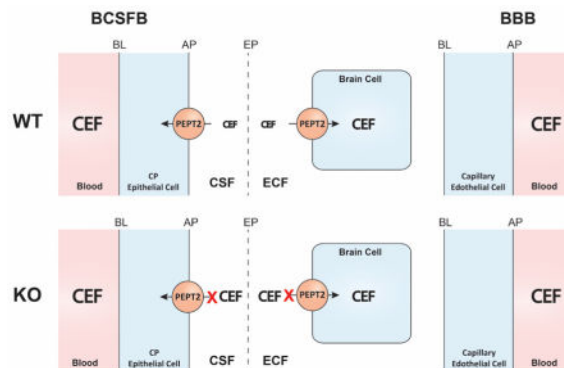 BCSFB BBB
BL AP EP BL AP
WT
CEF PEPT2 CEF CEF PEPT2 CEF CEF
Brain Cell
CP
Epithelial Cell
Blood
CSF ECF
Capillary
Edothelial Cell
Blood
BL AP EP BL AP
KO
CEF PEPT2 X CEF CEF X PEPT2 CEF CEF
Brain Cell
CP
Epithelial Cell
Blood
CSF ECF
Capillary
Edothelial Cell
Blood